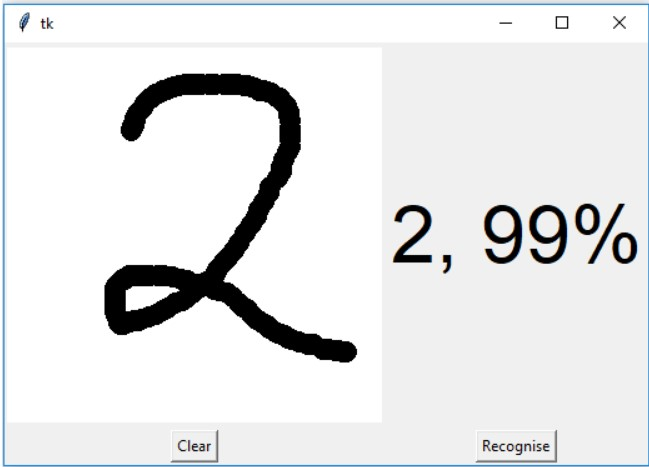 tk
2
2, 99%
Clear
Recognise